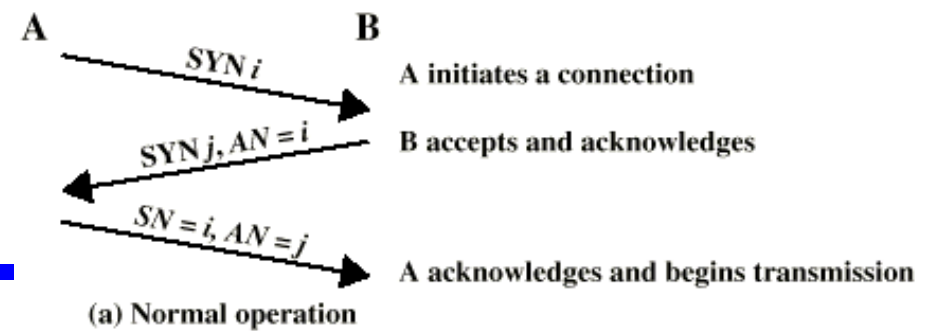 A B
SYN i
A initiates a connection
SYN j, AN = i
B accepts and acknowledges
SN = i, AN = j
A acknowledges and begins transmission
(a) Normal operation